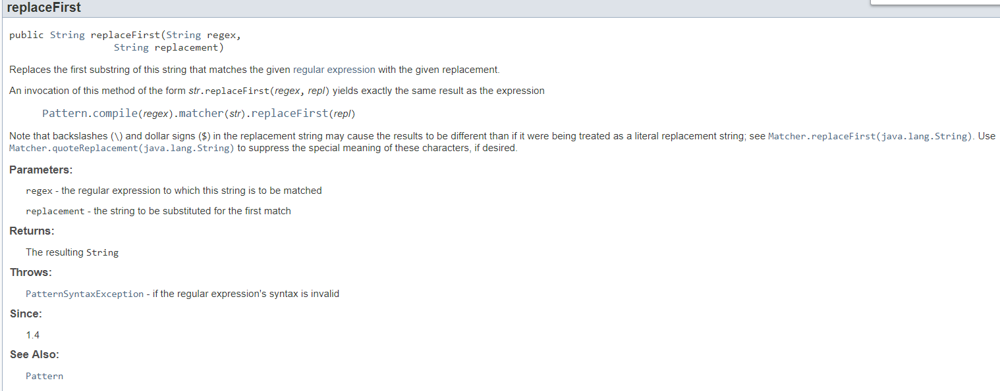 replaceFirst
public String replaceFirst(String regex,
String replacement)
Replaces the first substring of this string that matches the given regular expression with the given replacement.
An invocation of this method of the form str.replaceFirst(regex, repl) yields exactly the same result as the expression
Pattern.compile(regex).matcher(str).replaceFirst(repl)
Note that backslashes (\) and dollar signs ($) in the replacement string may cause the results to be different than if it were being treated as a literal replacement string; see Matcher.replaceFirst(java.lang.String). Use
Matcher.quoteReplacement(java.lang.String) to suppress the special meaning of these characters, if desired.
Parameters:
regex - the regular expression to which this string is to be matched
replacement - the string to be substituted for the first match
Returns:
The resulting String
Throws:
PatternSyntaxException - if the regular expression's syntax is invalid
Since:
1.4
See Also:
Pattern